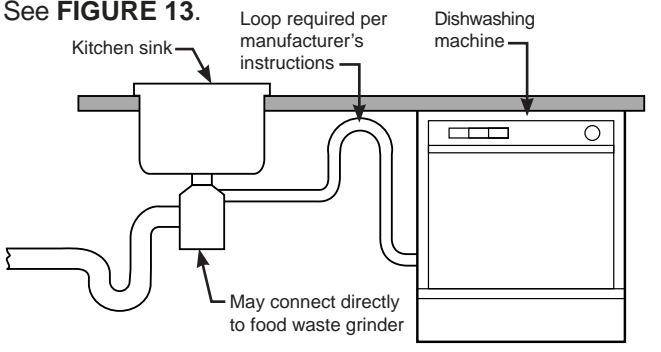 See FIGURE 13.
Kitchen sink
Loop required per
manufacturer's
instructions
Dishwashing
machine
May connect directly
to food waste grinder